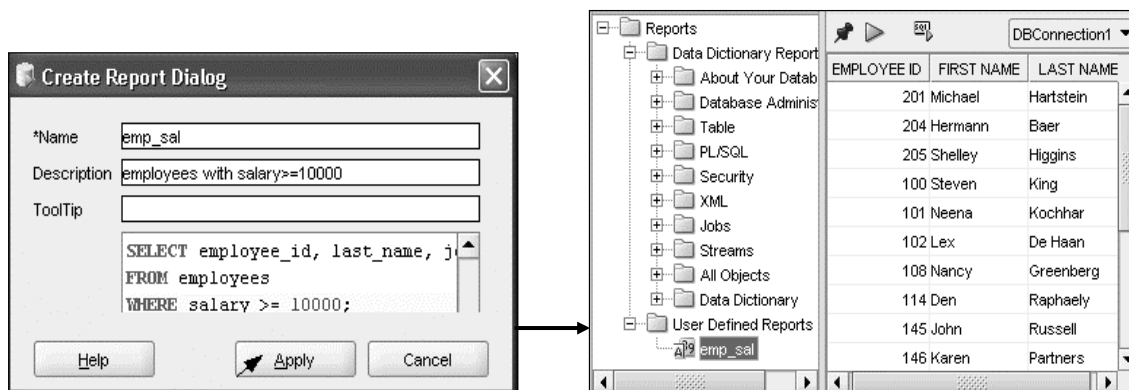 Create Report Dialog
*Name emp_sal
Description employees with salary>=10000
ToolTip
SELECT employee_id, last_name, j
FROM employees
WHERE salary >= 10000;
Help Apply Cancel
Reports
Data Dictionary Report
About Your Datab
Database Adminis
Table
PL/SQL
Security
XML
Jobs
Streams
All Objects
Data Dictionary
User Defined Reports
emp_sal
SQL DBConnection1
EMPLOYEE ID FIRST NAME LAST NAME
201 Michael Hartstein
204 Hermann Baer
205 Shelley Higgins
100 Steven King
101 Neena Kochhar
102 Lex De Haan
108 Nancy Greenberg
114 Den Raphaely
145 John Russell
146 Karen Partners